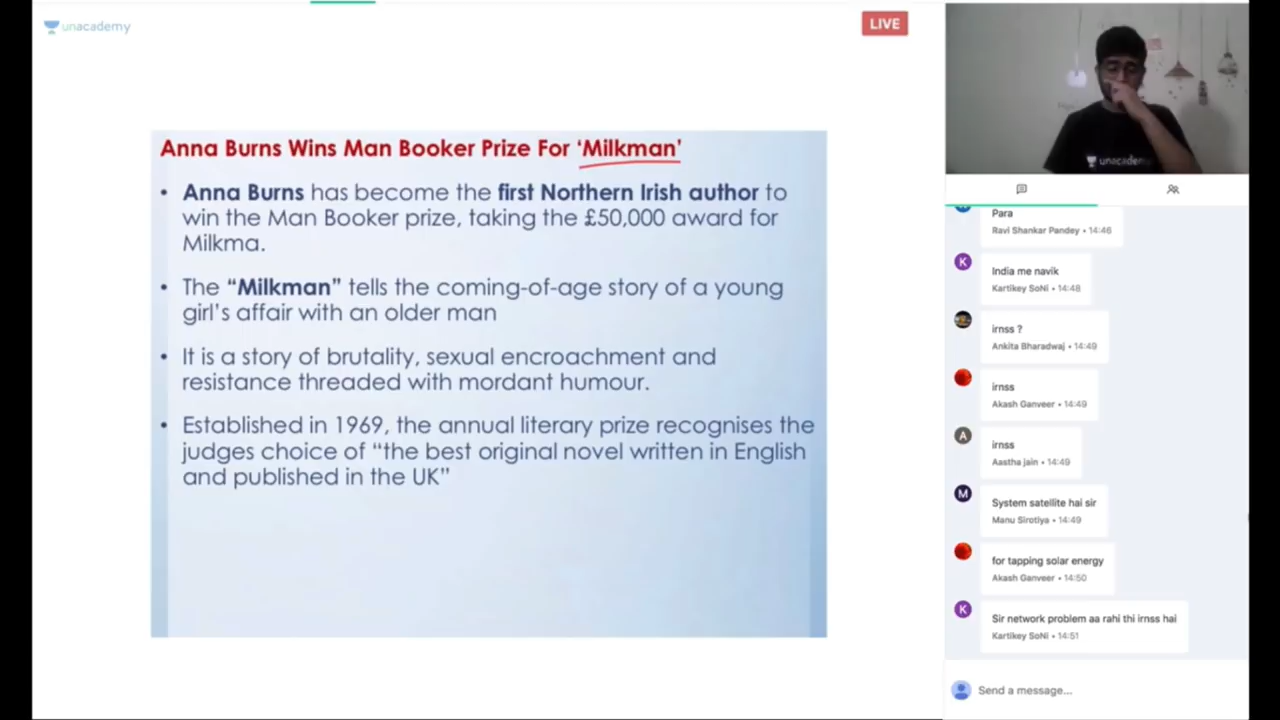 unacademy
LIVE
Anna Burns Wins Man Booker Prize For ‘Milkman’
• Anna Burns has become the first Northern Irish author to
win the Man Booker prize, taking the £50,000 award for
Milkma.
• The “Milkman” tells the coming-of-age story of a young
girl’s affair with an older man
• It is a story of brutality, sexual encroachment and
resistance threaded with mordant humour.
• Established in 1969, the annual literary prize recognises the
judges choice of “the best original novel written in English
and published in the UK”
unacademy
Para
Ravi Shankar Pandey • 14:46
K
India me navik
Kartikey SoNi • 14:48
irnss ?
Ankita Bharadwaj • 14:49
irnss
Akash Ganveer • 14:49
A
irnss
Aastha jain • 14:49
M
System satellite hai sir
Manu Sirotiya • 14:49
for tapping solar energy
Akash Ganveer • 14:50
K
Sir network problem aa rahi thi irnss hai
Kartikey SoNi • 14:51
Send a message...